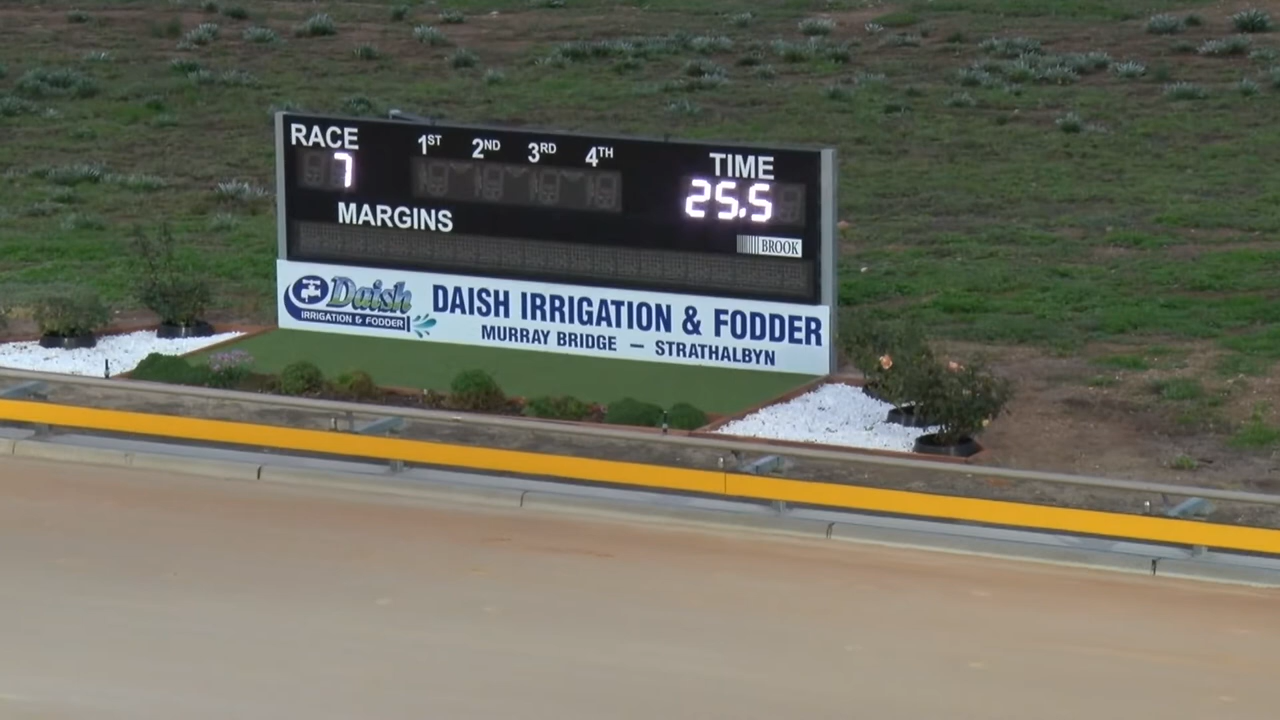 RACE 1ST 2ND 3RD 4TH TIME
7 25.5
MARGINS
BROOK
Daish
IRRIGATION & FODDER
DAISH IRRIGATION & FODDER
MURRAY BRIDGE — STRATHALBYN